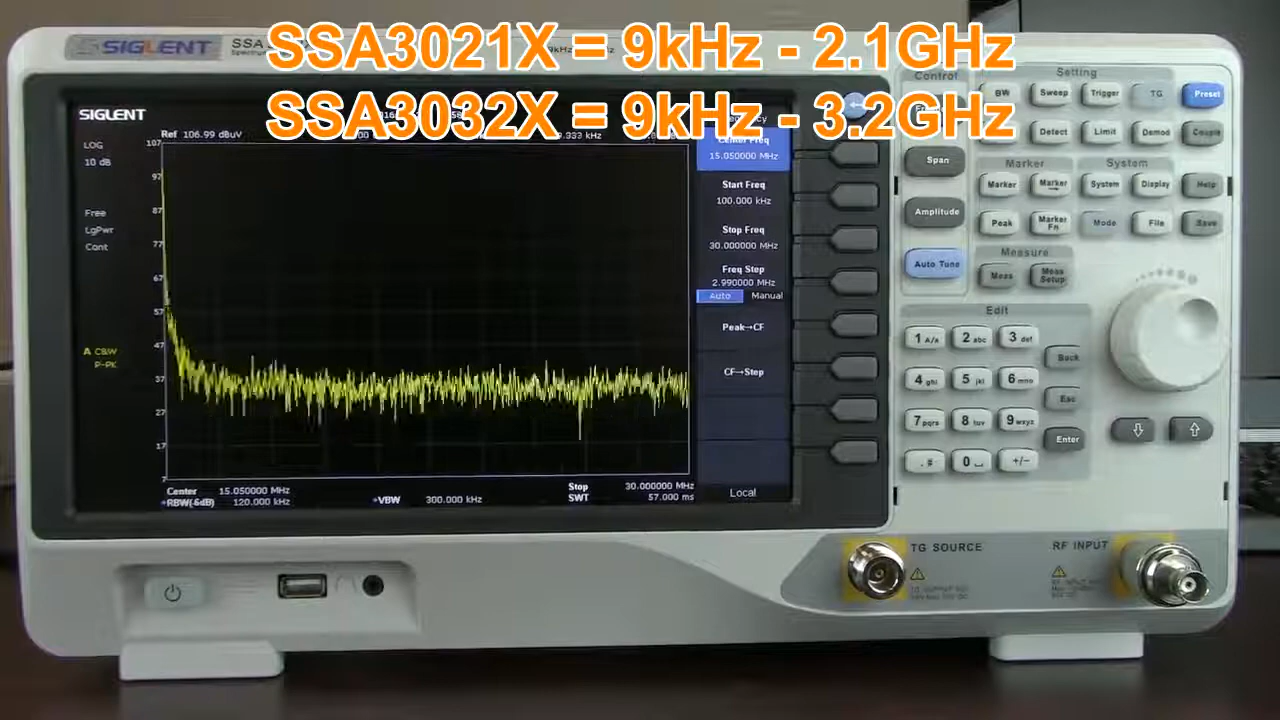 SSA3021X = 9kHz - 2.1GHz
SSA3032X = 9kHz - 3.2GHz
SIGLENT
SSA
SIGLENT
LOG
10 dB
Free
LgPwr
Cont
A C&W
P-PK
Ref 106.99 dBuV
107
97
87
77
67
57
47
37
27
17
7
Center 15.050000 MHz
*RBW(6dB) 120.000 kHz
*VBW 300.000 kHz
Stop 30.000000 MHz
SWT 57.000 ms
Center Freq
15.050000 MHz
Start Freq
100.000 kHz
Stop Freq
30.000000 MHz
Freq Step
2.990000 MHz
Auto Manual
Peak→CF
CF→Step
Local
Control
Span
Amplitude
Auto Tune
Setting
BW Sweep Trigger TG Preset
Detect Limit Demod Couple
Marker System
Marker Marker→ System Display Help
Peak Marker Fn Mode File Save
Measure
Meas Meas Setup
Edit
1 A/a 2 abc 3 def
Back
4 ghi 5 jkl 6 mno
Esc
7 pqrs 8 tuv 9 wxyz
Enter
. # 0 +/-
TG SOURCE
RF INPUT